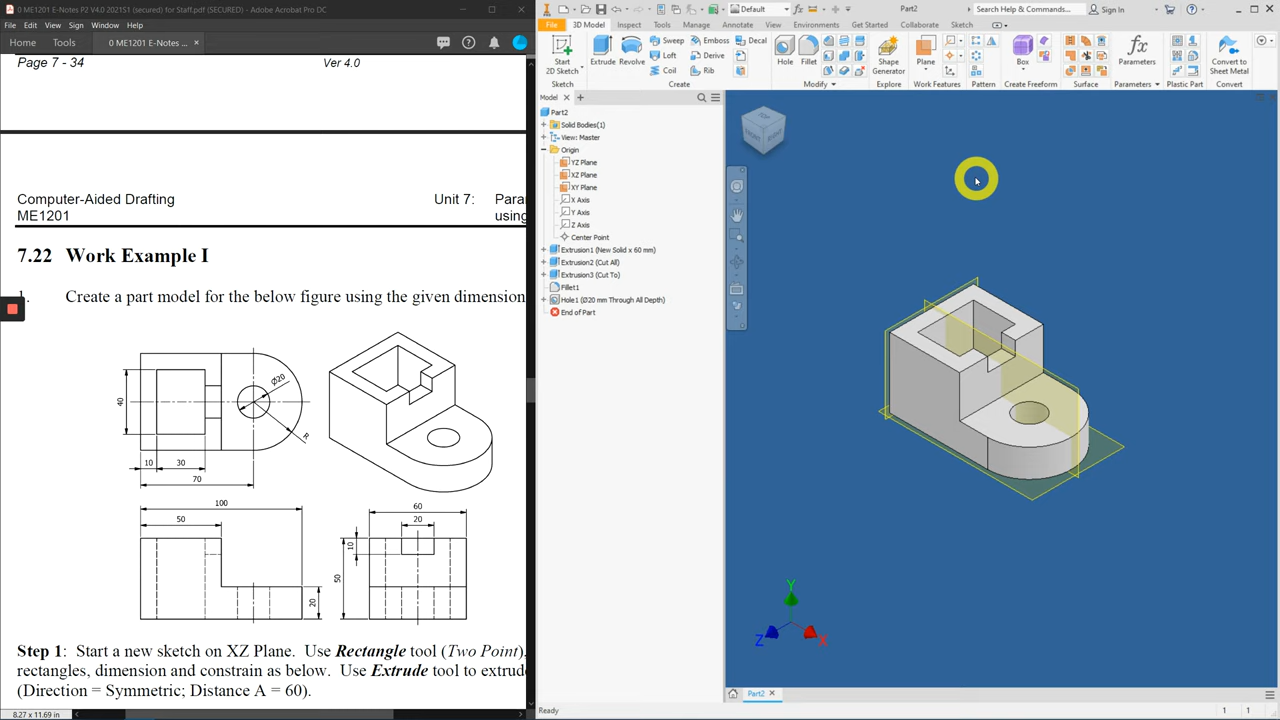 0 ME1201 E-Notes P2 V4.0 2021S1 (secured) for Staff.pdf (SECURED) - Adobe Acrobat Pro DC
File Edit View Sign Window Help
Home Tools 0 ME1201 E-Notes ... ×
Page 7 - 34 Ver 4.0
Computer-Aided Drafting Unit 7: Para
ME1201 using
7.22 Work Example I
1. Create a part model for the below figure using the given dimension
Ø20
R
40
10 30
70
100
50
20
60
20
10
50
Step 1: Start a new sketch on XZ Plane. Use Rectangle tool (Two Point),
rectangles, dimension and constrain as below. Use Extrude tool to extrude
(Direction = Symmetric; Distance A = 60).
8.27 x 11.69 in
Default Part2 Search Help & Commands... Sign In
File 3D Model Inspect Tools Manage Annotate View Environments Get Started Collaborate Sketch
Start 2D Sketch Extrude Revolve Sweep Emboss Decal
Loft Derive
Coil Rib
Hole Fillet Shape Generator Plane Box Parameters Convert to Sheet Metal
Sketch Create Modify Explore Work Features Pattern Create Freeform Surface Parameters Plastic Part Convert
Model × +
Part2
Solid Bodies(1)
View: Master
Origin
YZ Plane
XZ Plane
XY Plane
X Axis
Y Axis
Z Axis
Center Point
Extrusion1 (New Solid x 60 mm)
Extrusion2 (Cut All)
Extrusion3 (Cut To)
Fillet1
Hole1 (Ø20 mm Through All Depth)
End of Part
Y
Z
X
Part2 ×
Ready 1 1